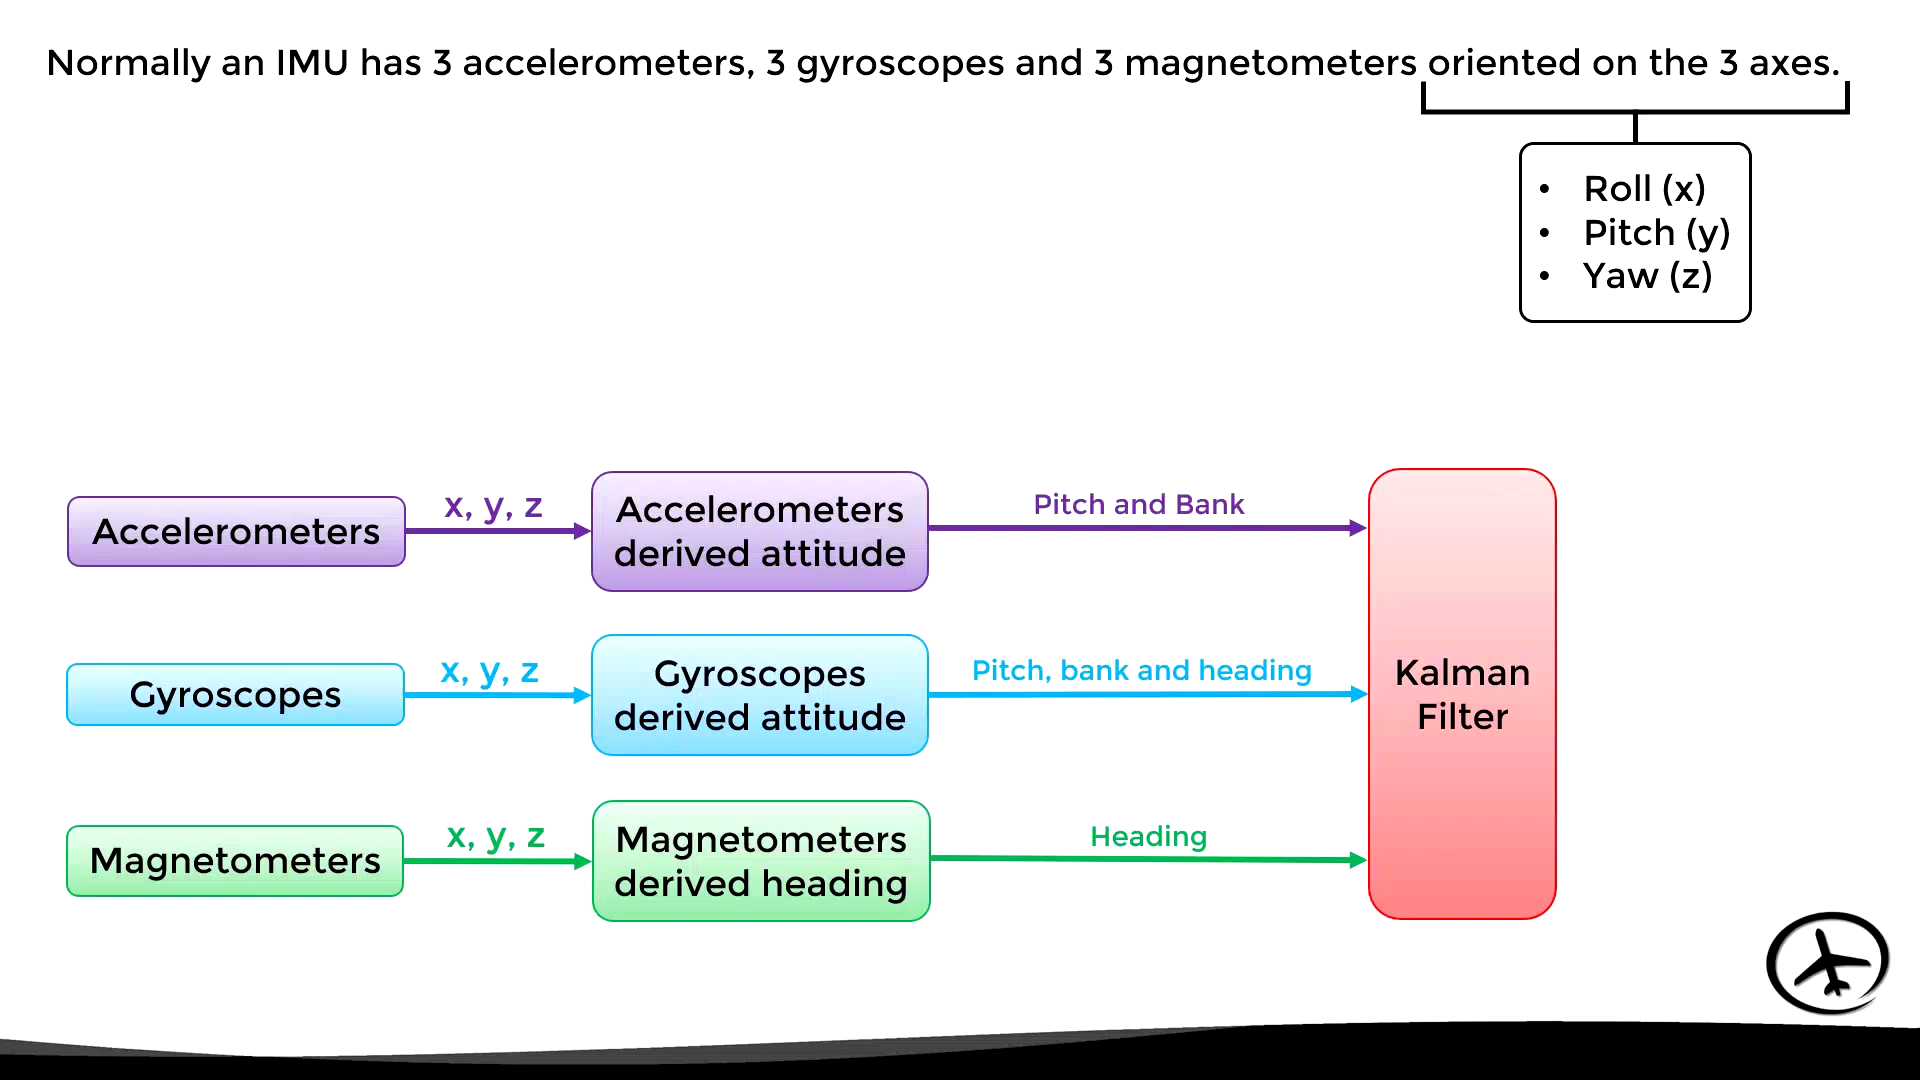 Normally an IMU has 3 accelerometers, 3 gyroscopes and 3 magnetometers oriented on the 3 axes.
• Roll (x)
• Pitch (y)
• Yaw (z)
Accelerometers
x, y, z
Accelerometers
derived attitude
Pitch and Bank
Gyroscopes
x, y, z
Gyroscopes
derived attitude
Pitch, bank and heading
Magnetometers
x, y, z
Magnetometers
derived heading
Heading
Kalman
Filter